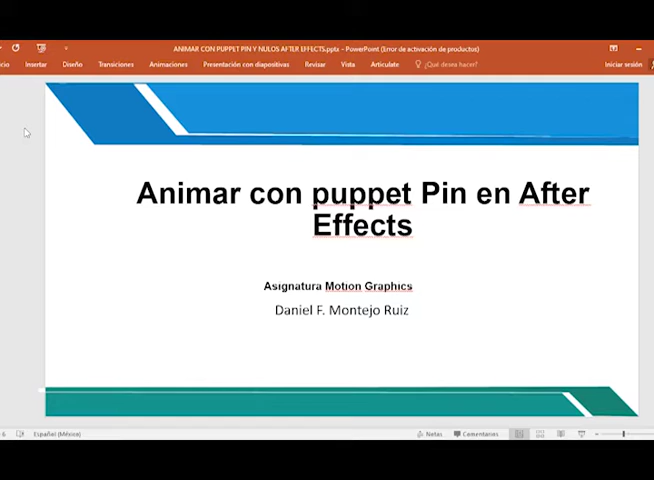 ANIMAR CON PUPPET PIN Y NULOS AFTER EFFECTS.pptx - PowerPoint (Error de activación de productos)
Insertar Diseño Transiciones Animaciones Presentación con diapositivas Revisar Vista Articulate ¿Qué desea hacer? Iniciar sesión
Animar con puppet Pin en After
Effects
Asignatura Motion Graphics
Daniel F. Montejo Ruiz
Español (México) Notas Comentarios